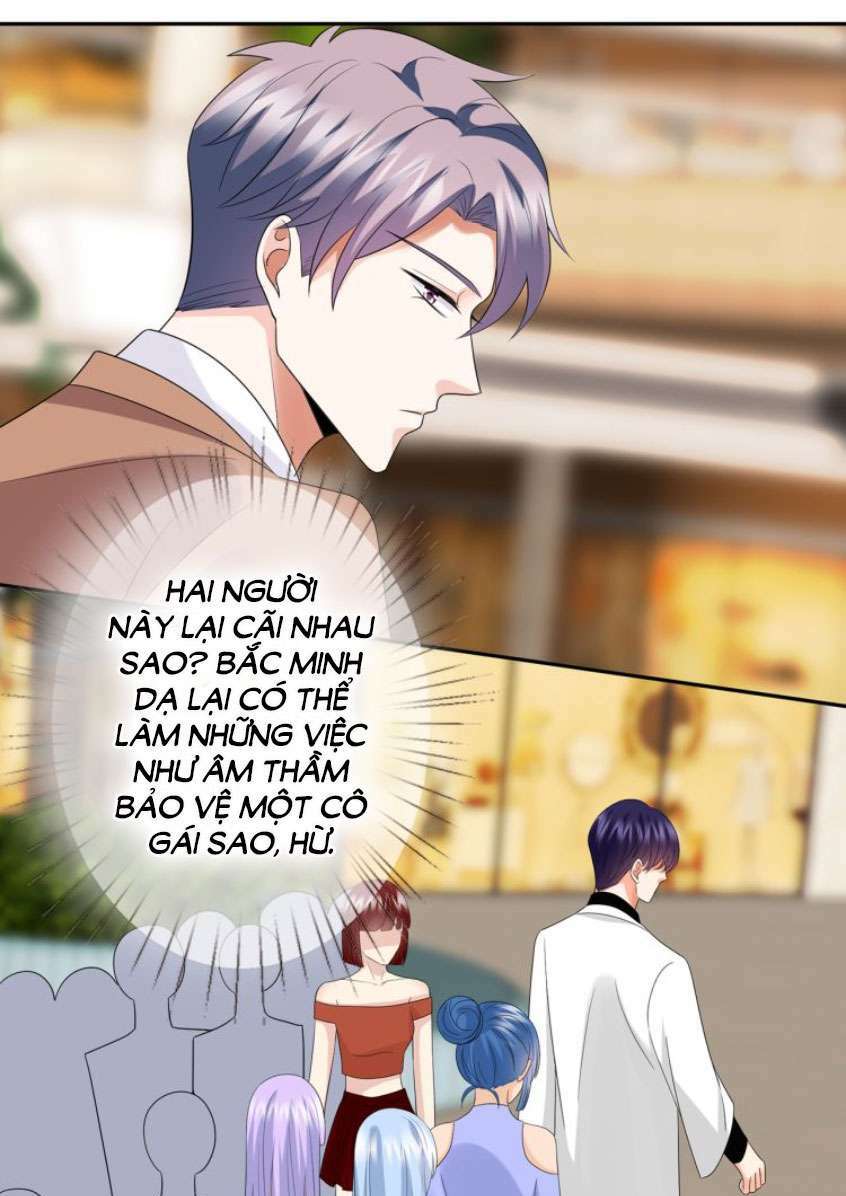 HAI NGƯỜI
NÀY LẠI CÃI NHAU
SAO? BẮC MINH
DẠ LẠI CÓ THỂ
LÀM NHỮNG VIỆC
NHƯ ÂM THẦM
BẢO VỆ MỘT CÔ
GÁI SAO, HỪ.